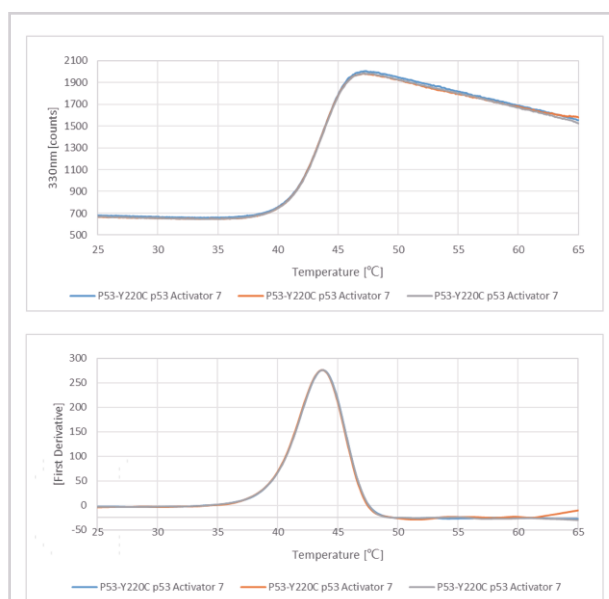 2100
1900
1700
1500
1300
1100
900
700
500
330nm [counts]
25 30 35 40 45 50 55 60 65
Temperature [℃]
P53-Y220C p53 Activator 7 P53-Y220C p53 Activator 7 P53-Y220C p53 Activator 7
300
250
200
150
100
50
0
-50
[First Derivative]
25 30 35 40 45 50 55 60 65
Temperature [℃]
P53-Y220C p53 Activator 7 P53-Y220C p53 Activator 7 P53-Y220C p53 Activator 7